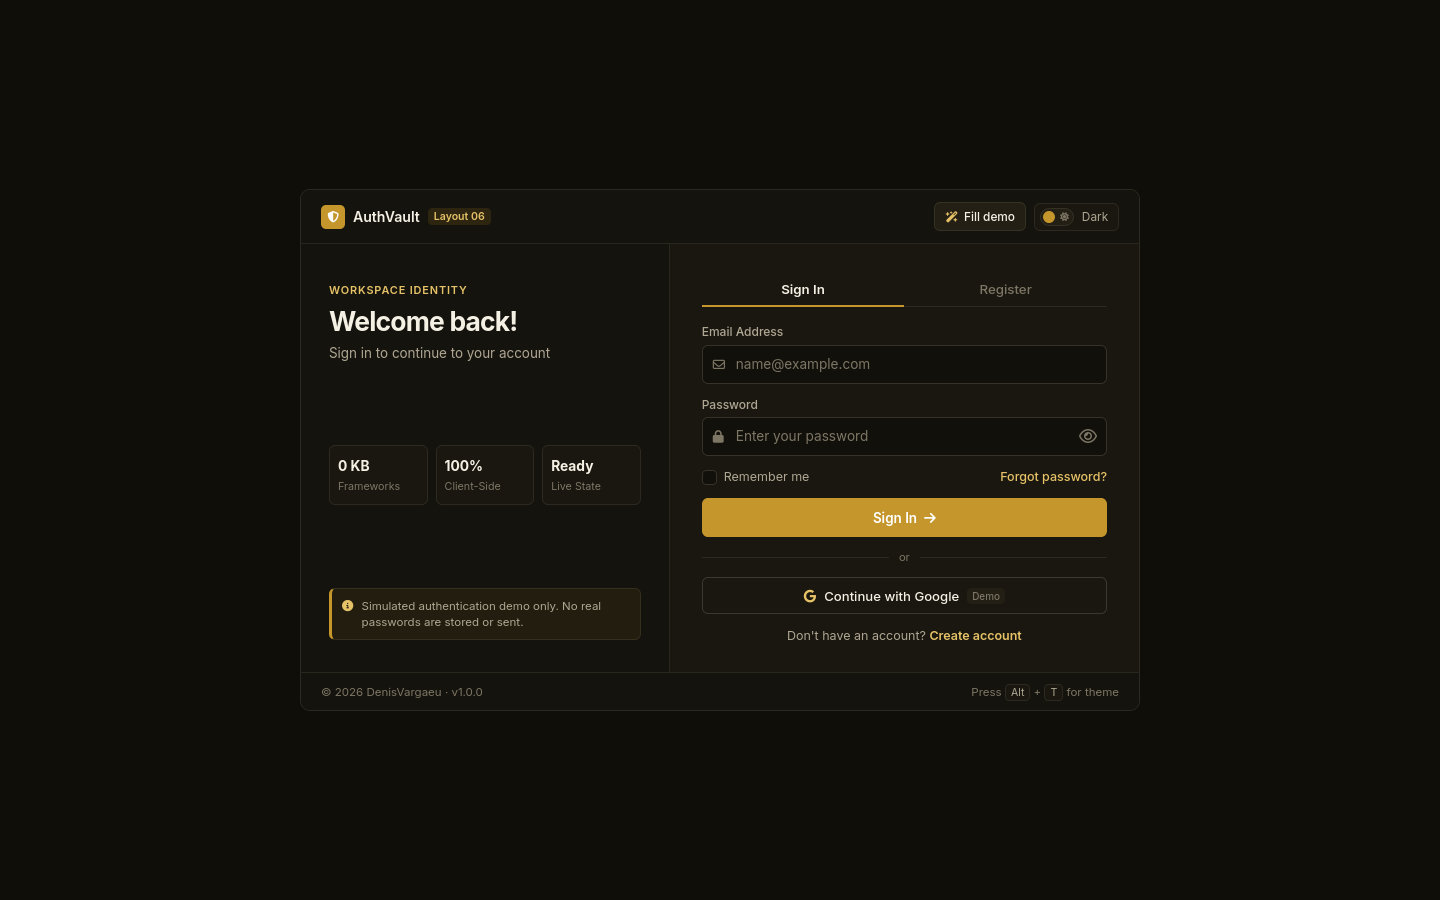 AuthVault Layout 06
Fill demo
Dark
WORKSPACE IDENTITY
Welcome back!
Sign in to continue to your account
0 KB
Frameworks
100%
Client-Side
Ready
Live State
Simulated authentication demo only. No real
passwords are stored or sent.
Sign In
Register
Email Address
name@example.com
Password
Enter your password
Remember me
Forgot password?
Sign In
or
Continue with Google Demo
Don't have an account? Create account
© 2026 DenisVargaeu · v1.0.0
Press Alt + T for theme